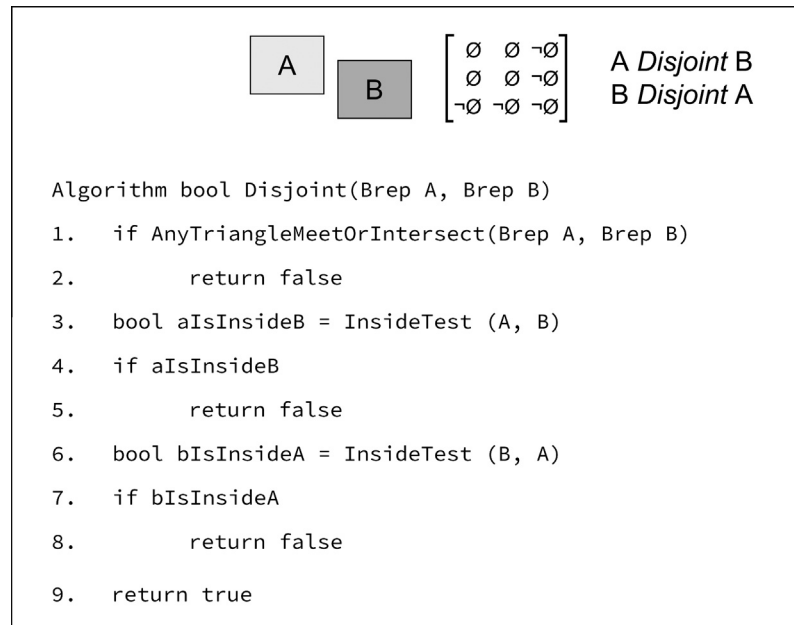 A
B
Ø Ø ¬Ø
Ø Ø ¬Ø
¬Ø ¬Ø ¬Ø
A Disjoint B
B Disjoint A
Algorithm bool Disjoint(Brep A, Brep B)
1. if AnyTriangleMeetOrIntersect(Brep A, Brep B)
2. return false
3. bool aIsInsideB = InsideTest (A, B)
4. if aIsInsideB
5. return false
6. bool bIsInsideA = InsideTest (B, A)
7. if bIsInsideA
8. return false
9. return true